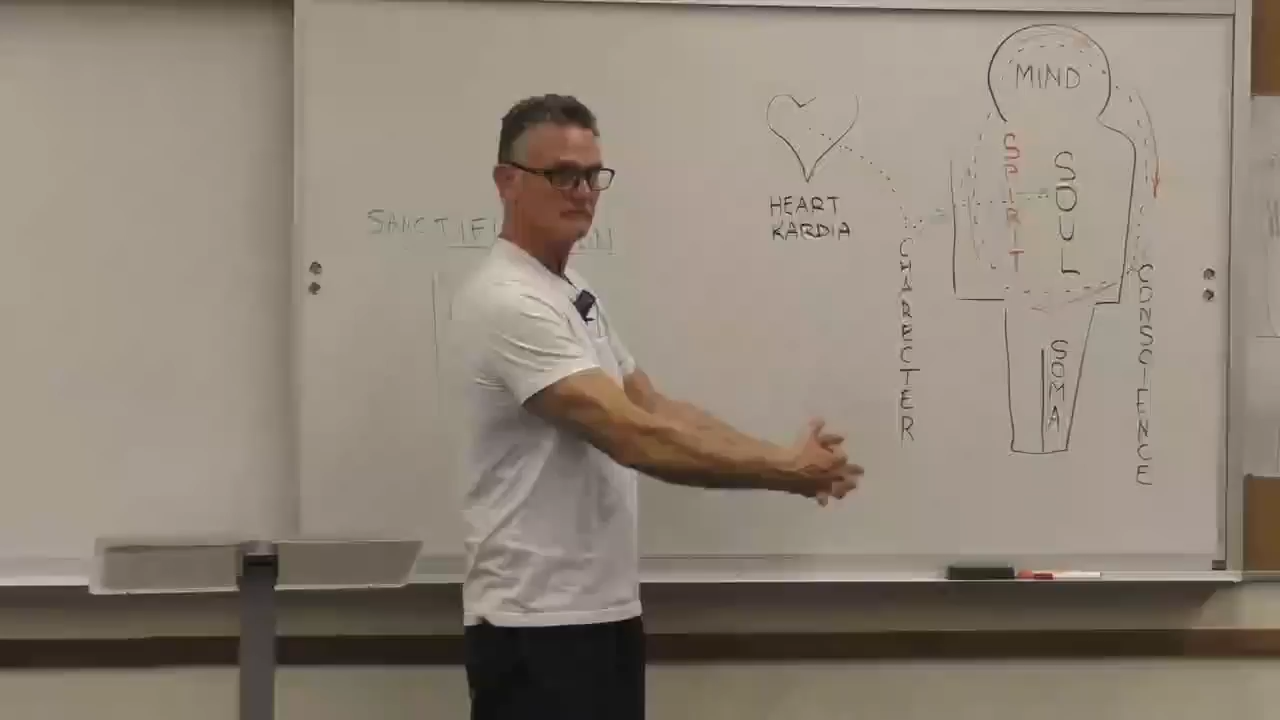 MIND
SPIRIT
SOUL
HEART
KARDIA
CHARECTER
CONSCIENCE
SOMA